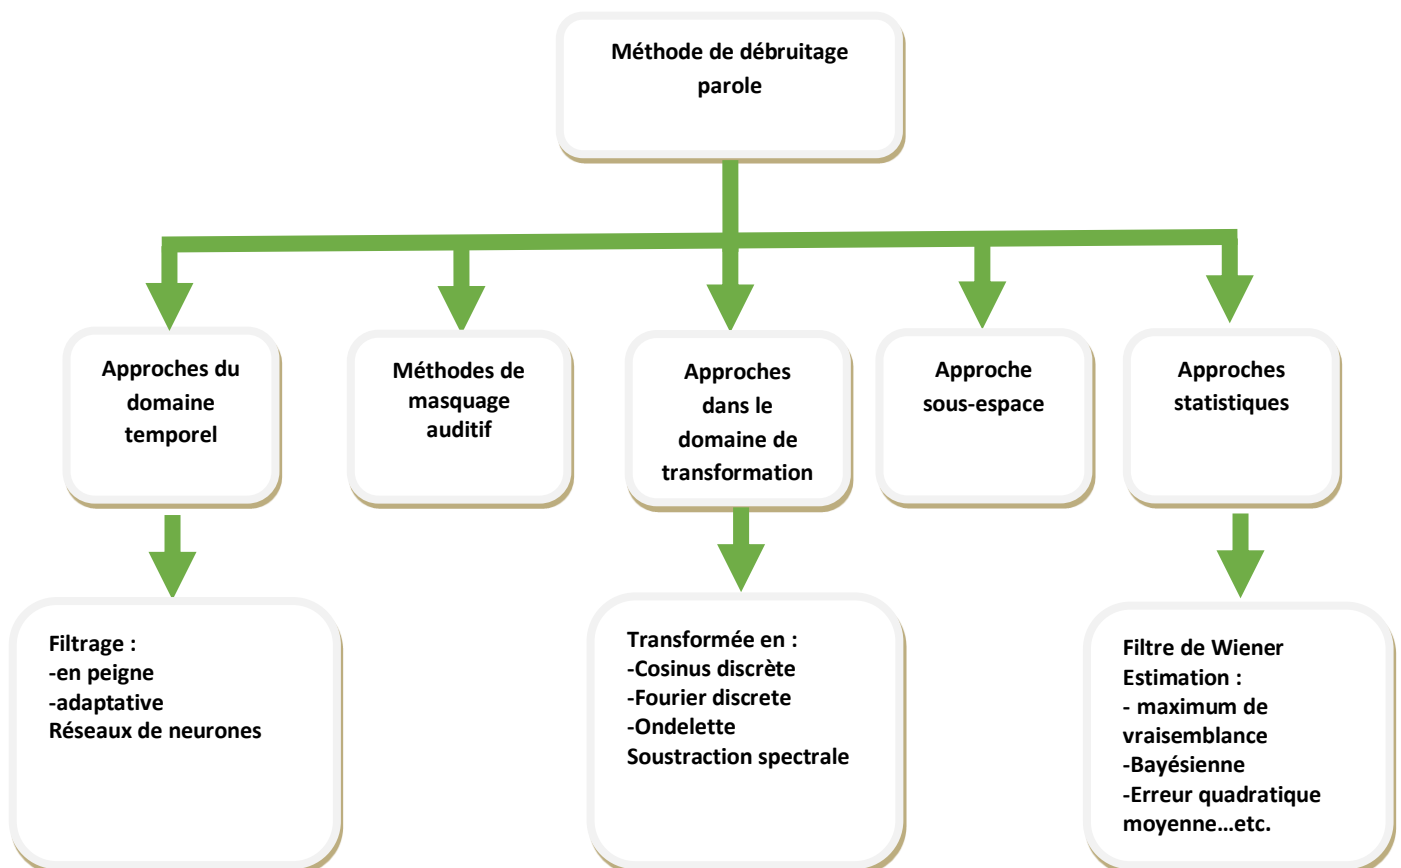 Méthode de débruitage
parole
Approches du
domaine
temporel
Méthodes de
masquage
auditif
Approches
dans le
domaine de
transformation
Approche
sous-espace
Approches
statistiques
Filtrage :
-en peigne
-adaptative
Réseaux de neurones
Transformée en :
-Cosinus discrète
-Fourier discrete
-Ondelette
Soustraction spectrale
Filtre de Wiener
Estimation :
- maximum de
vraisemblance
-Bayésienne
-Erreur quadratique
moyenne...etc.